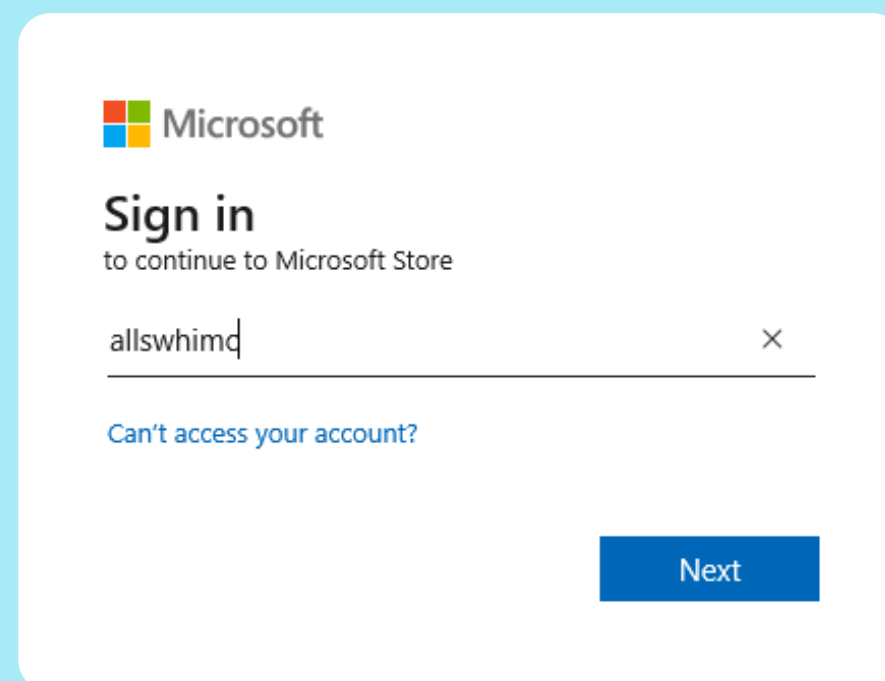 Microsoft
Sign in
to continue to Microsoft Store
allswhimc
Can't access your account?
Next